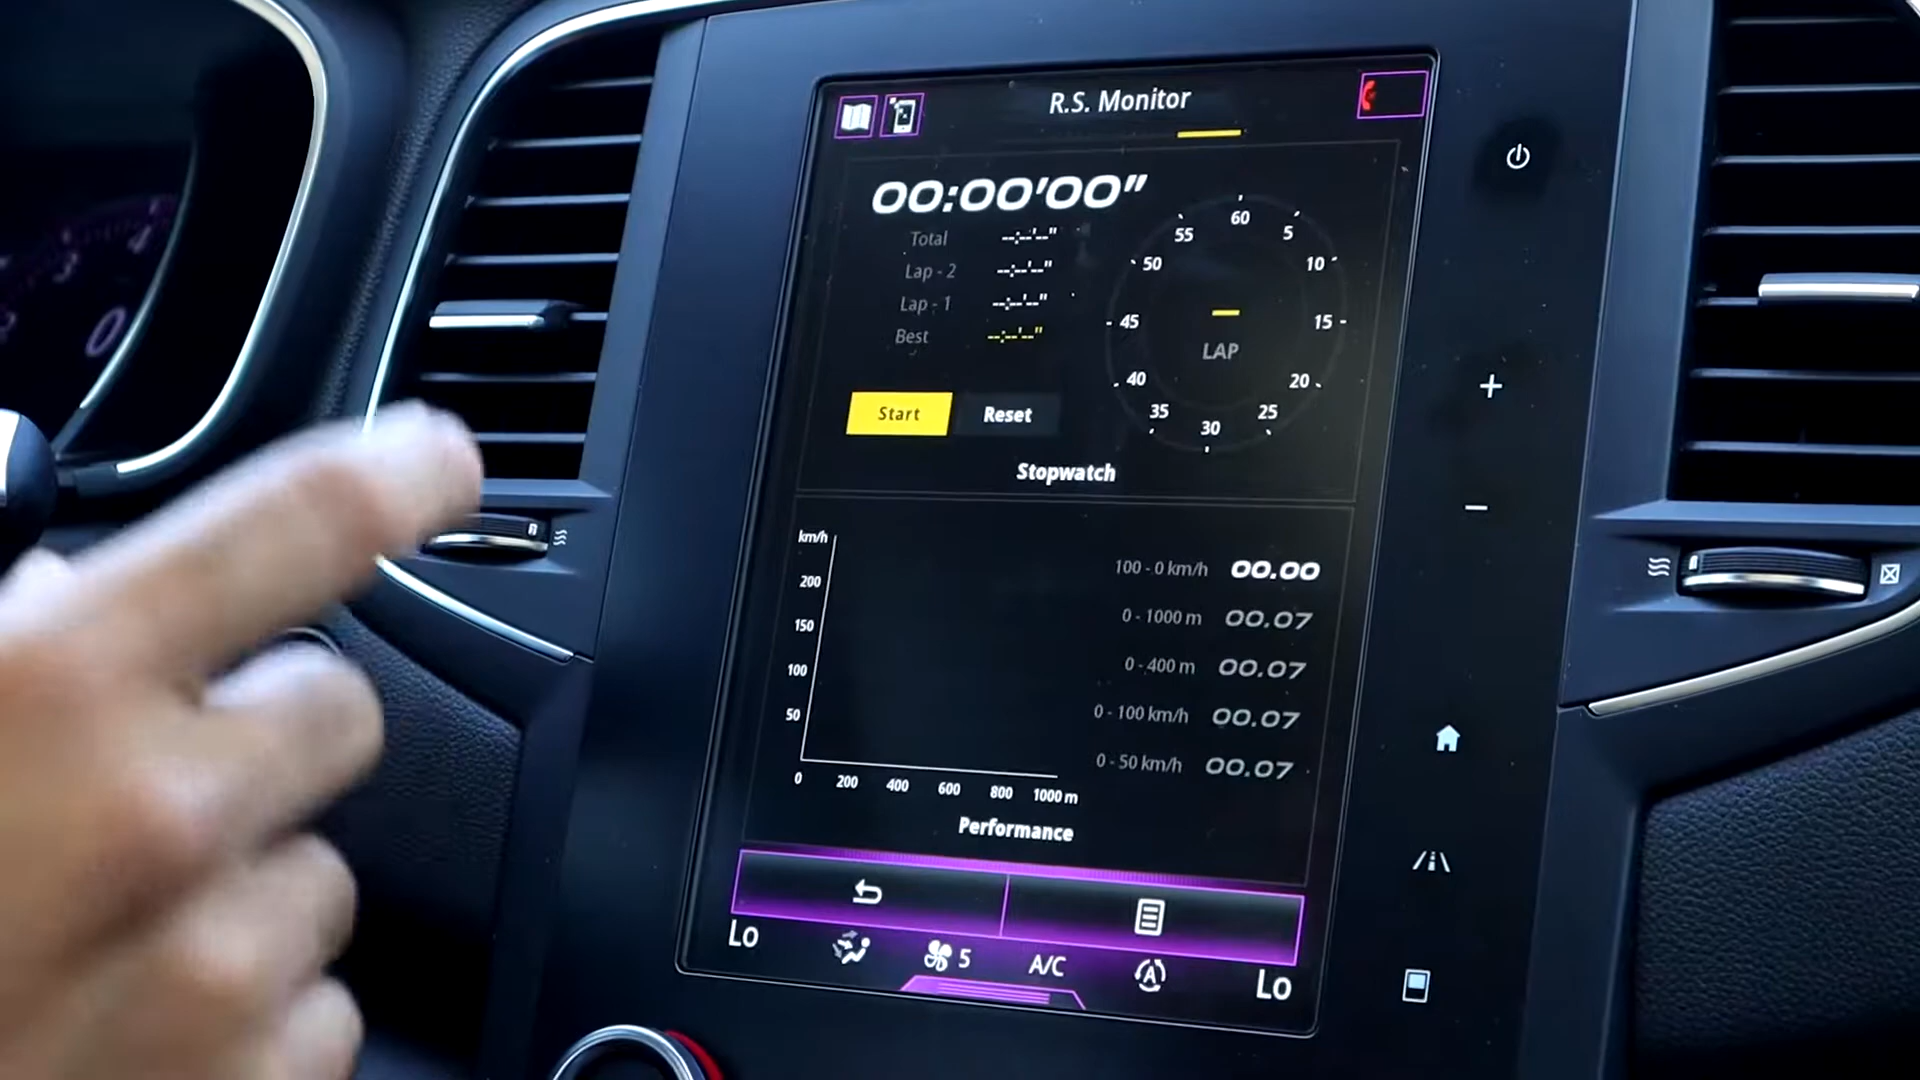 R.S. Monitor
00:00'00"
Total --:--'--"
Lap - 2 --:--'--"
Lap - 1 --:--'--"
Best --:--'--"
Start Reset
60
5
10
15
20
25
30
35
40
45
50
55
LAP
Stopwatch
km/h
200
150
100
50
0 200 400 600 800 1000 m
100 - 0 km/h 00.00
0 - 1000 m 00.07
0 - 400 m 00.07
0 - 100 km/h 00.07
0 - 50 km/h 00.07
Performance
Lo 5 A/C A Lo
4
3
0